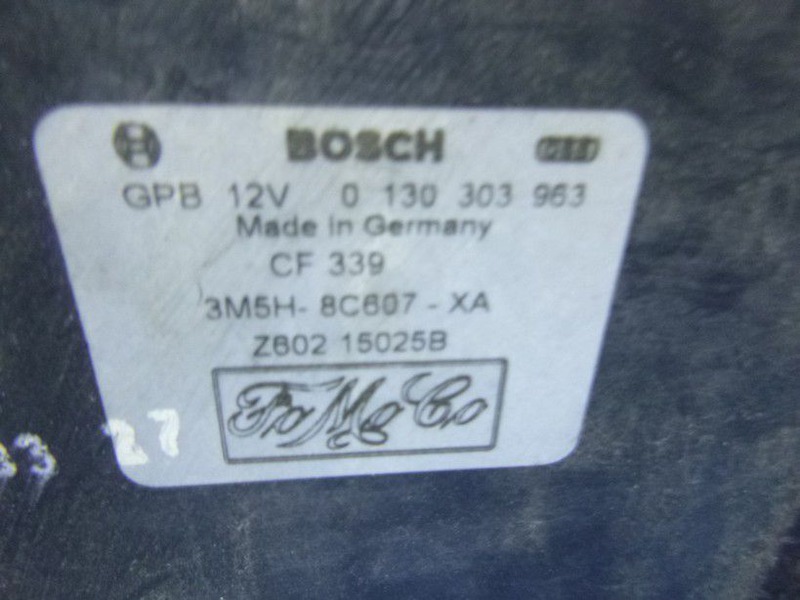 BOSCH
GPB 12V 0 130 303 963
Made in Germany
CF 339
3M5H- 8C607 - XA
Z602 15025B
FoMoCo
27
33